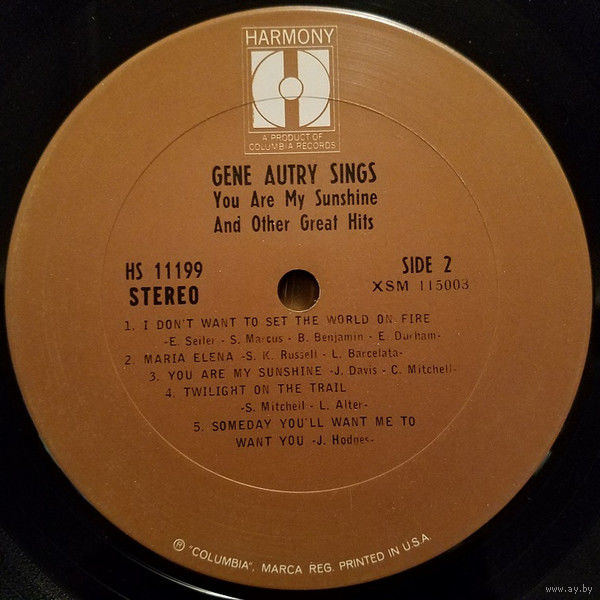 HARMONY
A PRODUCT OF
COLUMBIA RECORDS
GENE AUTRY SINGS
You Are My Sunshine
And Other Great Hits
HS 11199
STEREO
SIDE 2
XSM 115003
1. I DON'T WANT TO SET THE WORLD ON FIRE
-E. Seiler - S. Marcus - B. Benjamin - E. Durham-
2. MARIA ELENA -S. K. Russell - L. Barcelata-
3. YOU ARE MY SUNSHINE -J. Davis - C. Mitchell-
4. TWILIGHT ON THE TRAIL
-S. Mitchell - L. Alter-
5. SOMEDAY YOU'LL WANT ME TO
WANT YOU -J. Hodges-
® "COLUMBIA", MARCA REG. PRINTED IN U.S.A.
www.ay.by